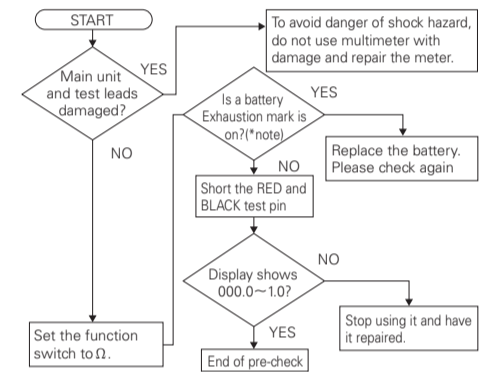 START
To avoid danger of shock hazard,
do not use multimeter with
damage and repair the meter.
YES
Main unit
and test leads
damaged?
NO
Set the function
switch to Ω.
Is a battery
Exhaustion mark is
on?(*note)
YES
Replace the battery.
Please check again
NO
Short the RED and
BLACK test pin
Display shows
000.0~1.0?
NO
Stop using it and have
it repaired.
YES
End of pre-check